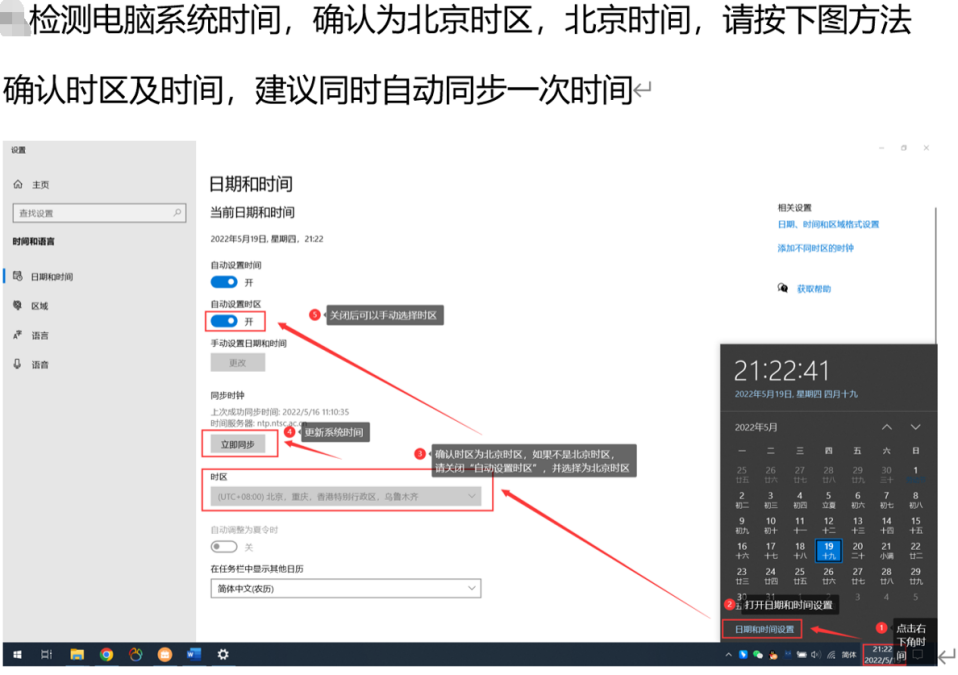 检测电脑系统时间，确认为北京时区，北京时间，请按下图方法
确认时区及时间，建议同时自动同步一次时间
设置
主页
查找设置
时间和语言
日期和时间
区域
语言
语音
日期和时间
当前日期和时间
2022年5月19日, 星期四，21:22
自动设置时间
开
自动设置时区
开
5 关闭后可以手动选择时区
手动设置日期和时间
更改
同步时钟
上次成功同步时间: 2022/5/16 11:10:35
时间服务器: ntp.ntsc.ac.c
4 更新系统时间
立即同步
3 确认时区为北京时区，如果不是北京时区，
请关闭“自动设置时区”，并选择为北京时区
时区
(UTC+08:00) 北京，重庆，香港特别行政区，乌鲁木齐
自动调整为夏令时
关
在任务栏中显示其他日历
简体中文(农历)
相关设置
日期、时间和区域格式设置
添加不同时区的时钟
获取帮助
21:22:41
2022年5月19日, 星期四 四月十九
2022年5月
一 二 三 四 五 六 日
25 26 27 28 29 30 1
廿五 廿六 廿七 廿八 廿九 三十
2 3 4 5 6 7 8
初二 初三 初四 立夏 初六 初七 初八
9 10 11 12 13 14 15
初九 初十 十一 十二 十三 十四 十五
16 17 18 19 20 21 22
十六 十七 十八 十九 二十 小满 廿二
23 24 25 26 27 28 29
廿三 廿四 廿五 廿六 廿七 廿八 廿九
30 31 1 2 3 4 5
2 打开日期和时间设置
日期和时间设置
1 点击右
下角时
间
简体
21:22
2022/5/